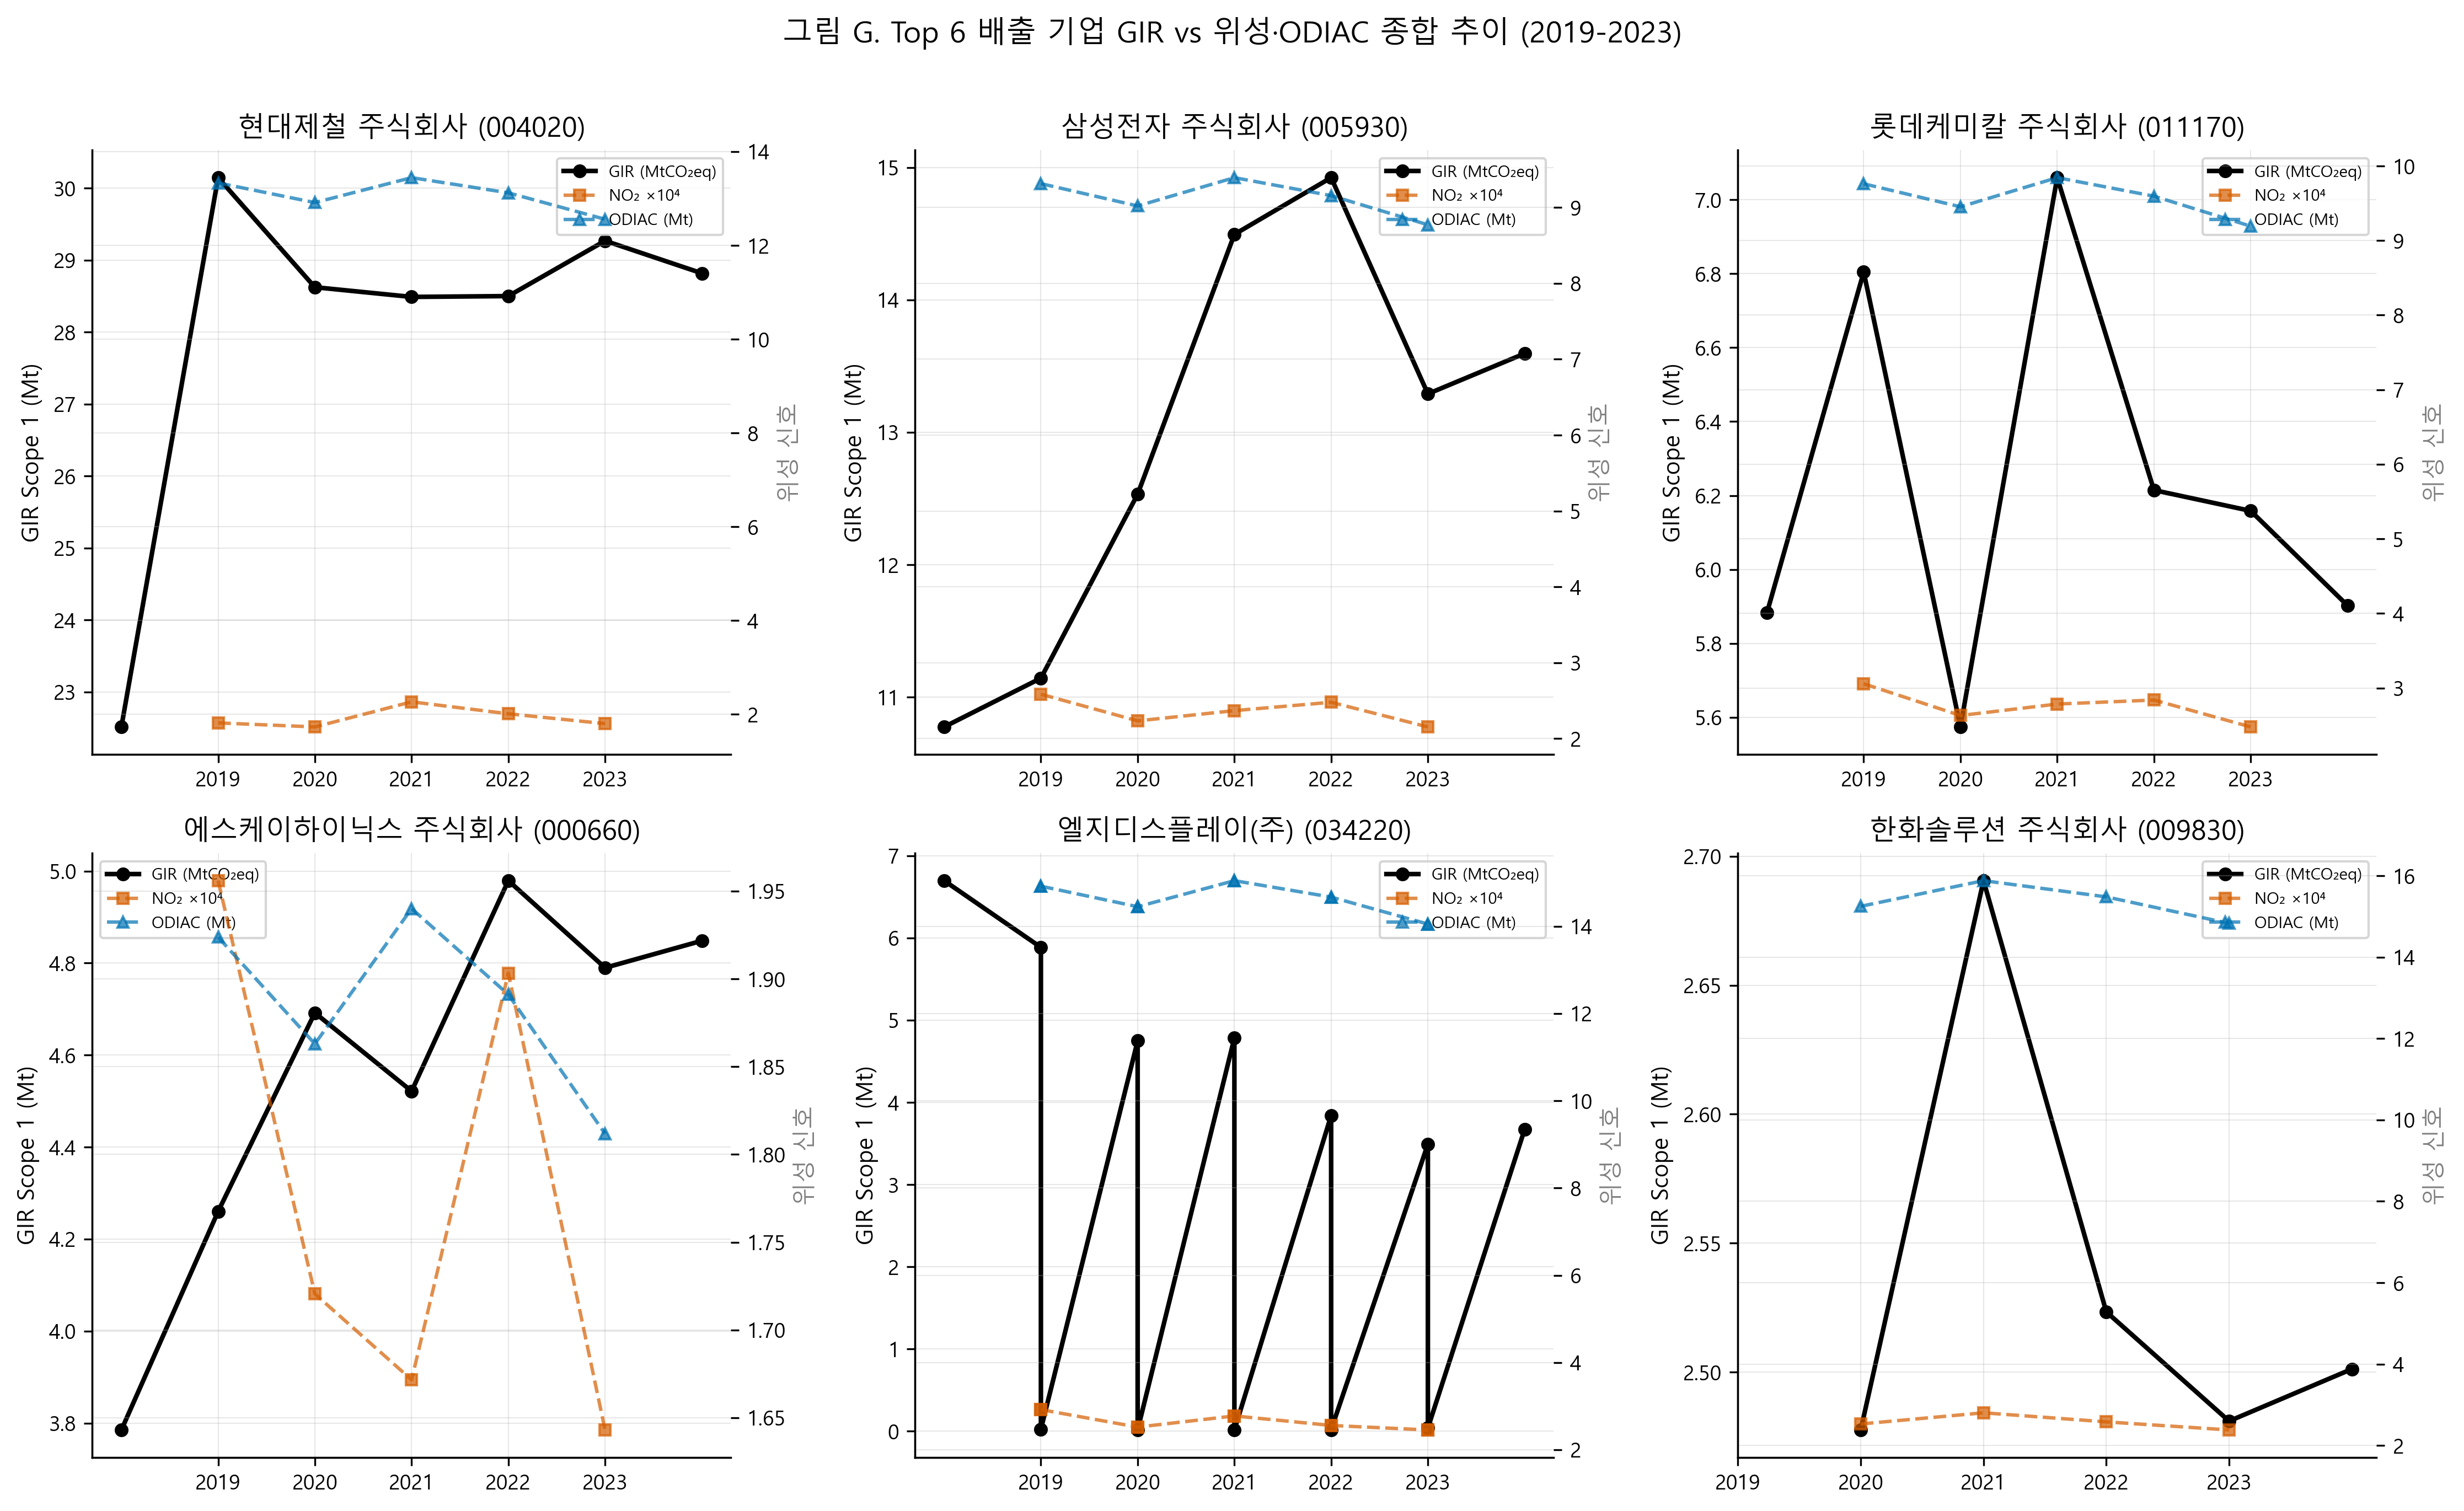 그림 G. Top 6 배출 기업 GIR vs 위성·ODIAC 종합 추이 (2019-2023)
현대제철 주식회사 (004020)
GIR Scope 1 (Mt)
30
29
28
27
26
25
24
23
14
12
10
8
6
4
2
위성 신호
GIR (MtCO₂eq)
NO₂ ×10⁴
ODIAC (Mt)
2019 2020 2021 2022 2023
삼성전자 주식회사 (005930)
GIR Scope 1 (Mt)
15
14
13
12
11
9
8
7
6
5
4
3
2
위성 신호
GIR (MtCO₂eq)
NO₂ ×10⁴
ODIAC (Mt)
2019 2020 2021 2022 2023
롯데케미칼 주식회사 (011170)
GIR Scope 1 (Mt)
7.0
6.8
6.6
6.4
6.2
6.0
5.8
5.6
10
9
8
7
6
5
4
3
위성 신호
GIR (MtCO₂eq)
NO₂ ×10⁴
ODIAC (Mt)
2019 2020 2021 2022 2023
에스케이하이닉스 주식회사 (000660)
GIR Scope 1 (Mt)
5.0
4.8
4.6
4.4
4.2
4.0
3.8
1.95
1.90
1.85
1.80
1.75
1.70
1.65
위성 신호
GIR (MtCO₂eq)
NO₂ ×10⁴
ODIAC (Mt)
2019 2020 2021 2022 2023
엘지디스플레이(주) (034220)
GIR Scope 1 (Mt)
7
6
5
4
3
2
1
0
14
12
10
8
6
4
2
위성 신호
GIR (MtCO₂eq)
NO₂ ×10⁴
ODIAC (Mt)
2019 2020 2021 2022 2023
한화솔루션 주식회사 (009830)
GIR Scope 1 (Mt)
2.70
2.65
2.60
2.55
2.50
16
14
12
10
8
6
4
2
위성 신호
GIR (MtCO₂eq)
NO₂ ×10⁴
ODIAC (Mt)
2019 2020 2021 2022 2023